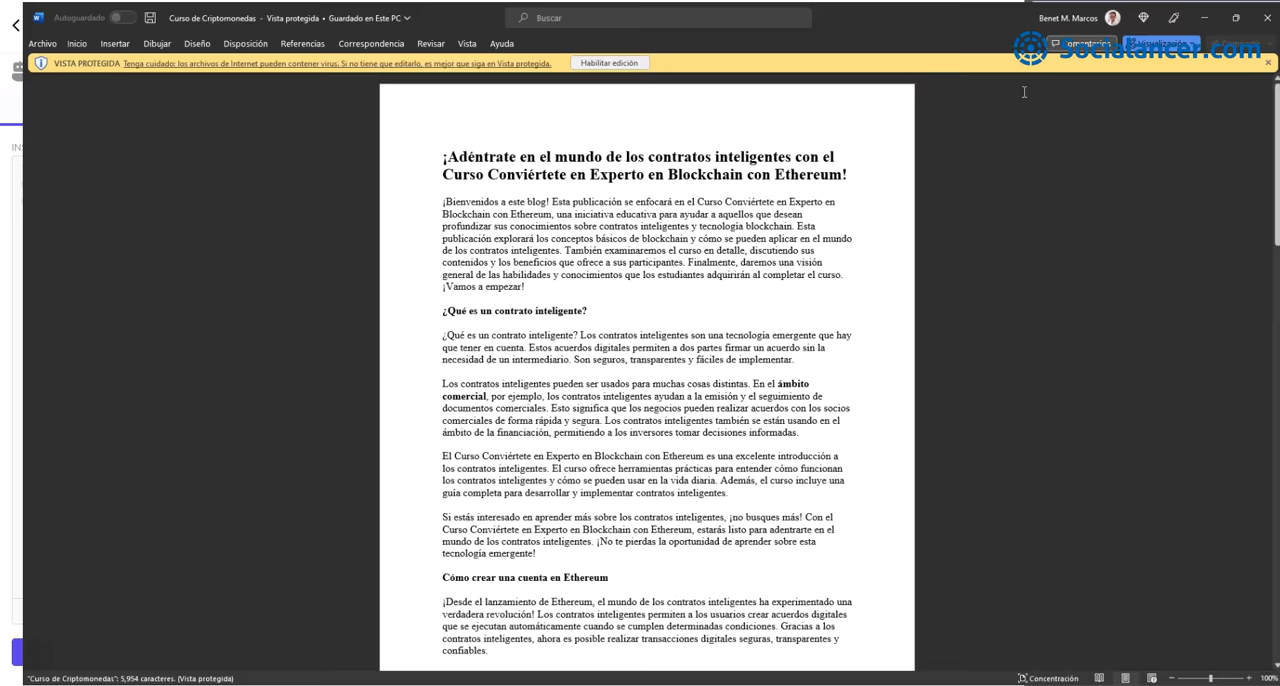 Autoguardado
Curso de Criptomonedas - Vista protegida • Guardado en Este PC
Buscar
Benet M. Marcos
Archivo Inicio Insertar Dibujar Diseño Disposición Referencias Correspondencia Revisar Vista Ayuda
Comentarios Visualización
Socialancer.com
VISTA PROTEGIDA Tenga cuidado: los archivos de Internet pueden contener virus. Si no tiene que editarlo, es mejor que siga en Vista protegida. Habilitar edición
¡Adéntrate en el mundo de los contratos inteligentes con el
Curso Conviértete en Experto en Blockchain con Ethereum!
¡Bienvenidos a este blog! Esta publicación se enfocará en el Curso Conviértete en Experto en
Blockchain con Ethereum, una iniciativa educativa para ayudar a aquellos que desean
profundizar sus conocimientos sobre contratos inteligentes y tecnología blockchain. Esta
publicación explorará los conceptos básicos de blockchain y cómo se pueden aplicar en el mundo
de los contratos inteligentes. También examinaremos el curso en detalle, discutiendo sus
contenidos y los beneficios que ofrece a sus participantes. Finalmente, daremos una visión
general de las habilidades y conocimientos que los estudiantes adquirirán al completar el curso.
¡Vamos a empezar!
¿Qué es un contrato inteligente?
¿Qué es un contrato inteligente? Los contratos inteligentes son una tecnología emergente que hay
que tener en cuenta. Estos acuerdos digitales permiten a dos partes firmar un acuerdo sin la
necesidad de un intermediario. Son seguros, transparentes y fáciles de implementar.
Los contratos inteligentes pueden ser usados para muchas cosas distintas. En el ámbito
comercial, por ejemplo, los contratos inteligentes ayudan a la emisión y el seguimiento de
documentos comerciales. Esto significa que los negocios pueden realizar acuerdos con los socios
comerciales de forma rápida y segura. Los contratos inteligentes también se están usando en el
ámbito de la financiación, permitiendo a los inversores tomar decisiones informadas.
El Curso Conviértete en Experto en Blockchain con Ethereum es una excelente introducción a
los contratos inteligentes. El curso ofrece herramientas prácticas para entender cómo funcionan
los contratos inteligentes y cómo se pueden usar en la vida diaria. Además, el curso incluye una
guía completa para desarrollar y implementar contratos inteligentes.
Si estás interesado en aprender más sobre los contratos inteligentes, ¡no busques más! Con el
Curso Conviértete en Experto en Blockchain con Ethereum, estarás listo para adentrarte en el
mundo de los contratos inteligentes. ¡No te pierdas la oportunidad de aprender sobre esta
tecnología emergente!
Cómo crear una cuenta en Ethereum
¡Desde el lanzamiento de Ethereum, el mundo de los contratos inteligentes ha experimentado una
verdadera revolución! Los contratos inteligentes permiten a los usuarios crear acuerdos digitales
que se ejecutan automáticamente cuando se cumplen determinadas condiciones. Gracias a los
contratos inteligentes, ahora es posible realizar transacciones digitales seguras, transparentes y
confiables.
"Curso de Criptomonedas": 5,954 caracteres. (Vista protegida)
Concentración
100%